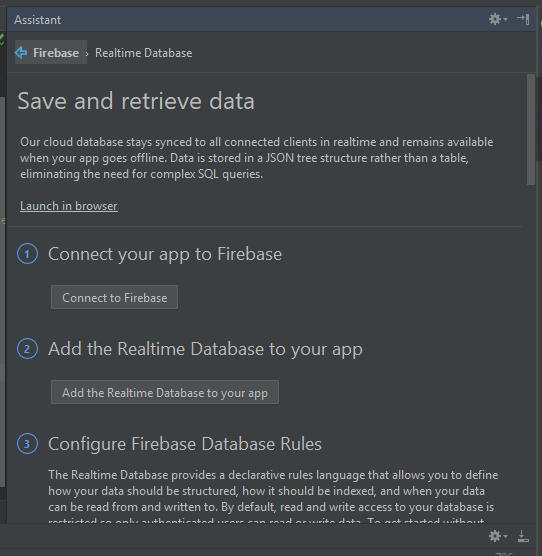 Assistant
Firebase › Realtime Database
Save and retrieve data
Our cloud database stays synced to all connected clients in realtime and remains available
when your app goes offline. Data is stored in a JSON tree structure rather than a table,
eliminating the need for complex SQL queries.
Launch in browser
1 Connect your app to Firebase
Connect to Firebase
2 Add the Realtime Database to your app
Add the Realtime Database to your app
3 Configure Firebase Database Rules
The Realtime Database provides a declarative rules language that allows you to define
how your data should be structured, how it should be indexed, and when your data
can be read from and written to. By default, read and write access to your database is
restricted so only authenticated users can read or write data. To get started without